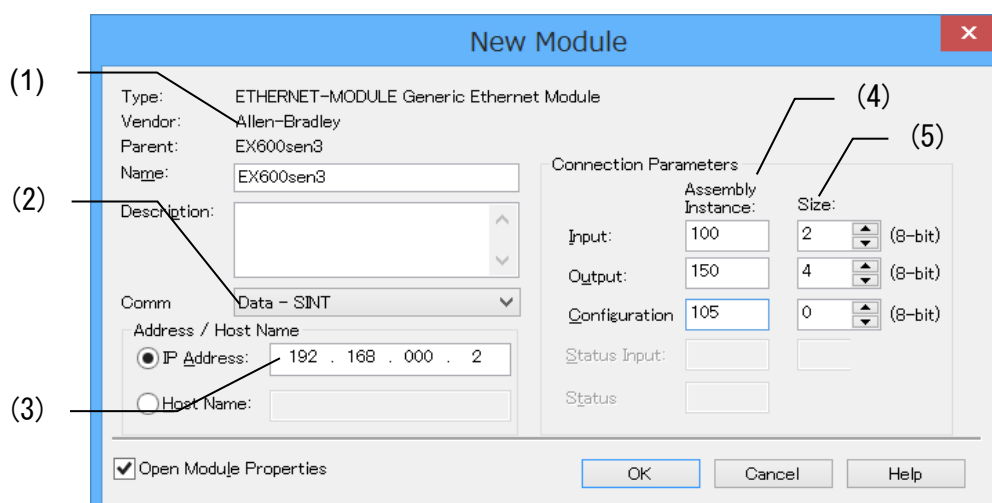 New Module
×
(1)
Type: ETHERNET-MODULE Generic Ethernet Module
Vendor: Allen-Bradley
Parent: EX600sen3
Name: EX600sen3
(2)
Description:
Comm Data - SINT
Address / Host Name
IP Address: 192 . 168 . 000 . 2
(3)
Host Name:
(4)
(5)
Connection Parameters
Assembly
Instance: Size:
Input: 100 2 (8-bit)
Output: 150 4 (8-bit)
Configuration 105 0 (8-bit)
Status Input:
Status
Open Module Properties
OK Cancel Help